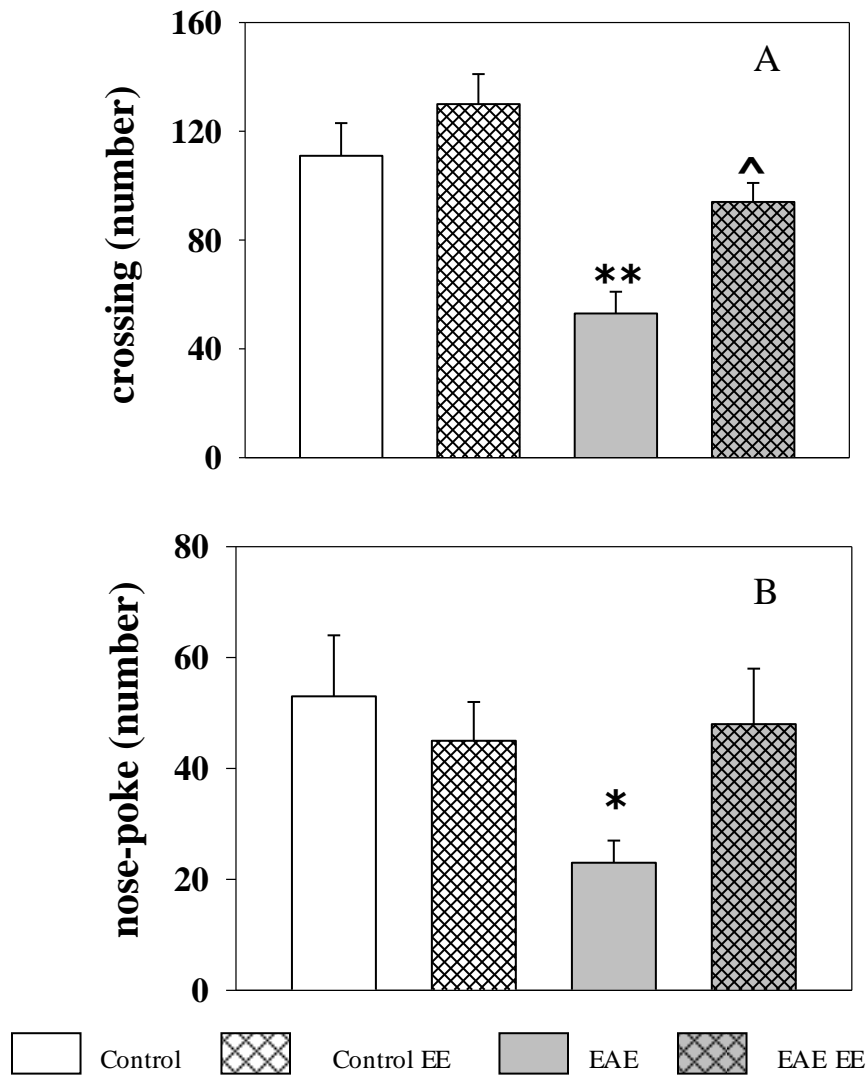 160
A
120
^
80
**
40
0
crossing (number)
80
B
60
40
*
20
0
nose-poke (number)
Control Control EE EAE EAE EE